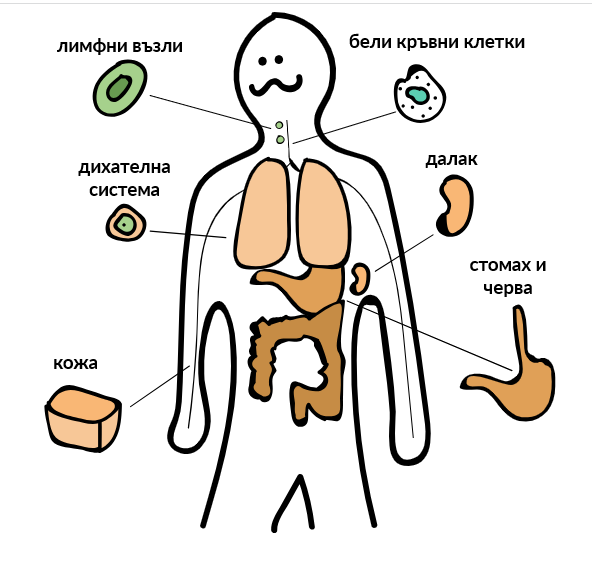 лимфни възли
бели кръвни клетки
дихателна
система
далак
стомах и
черва
кожа